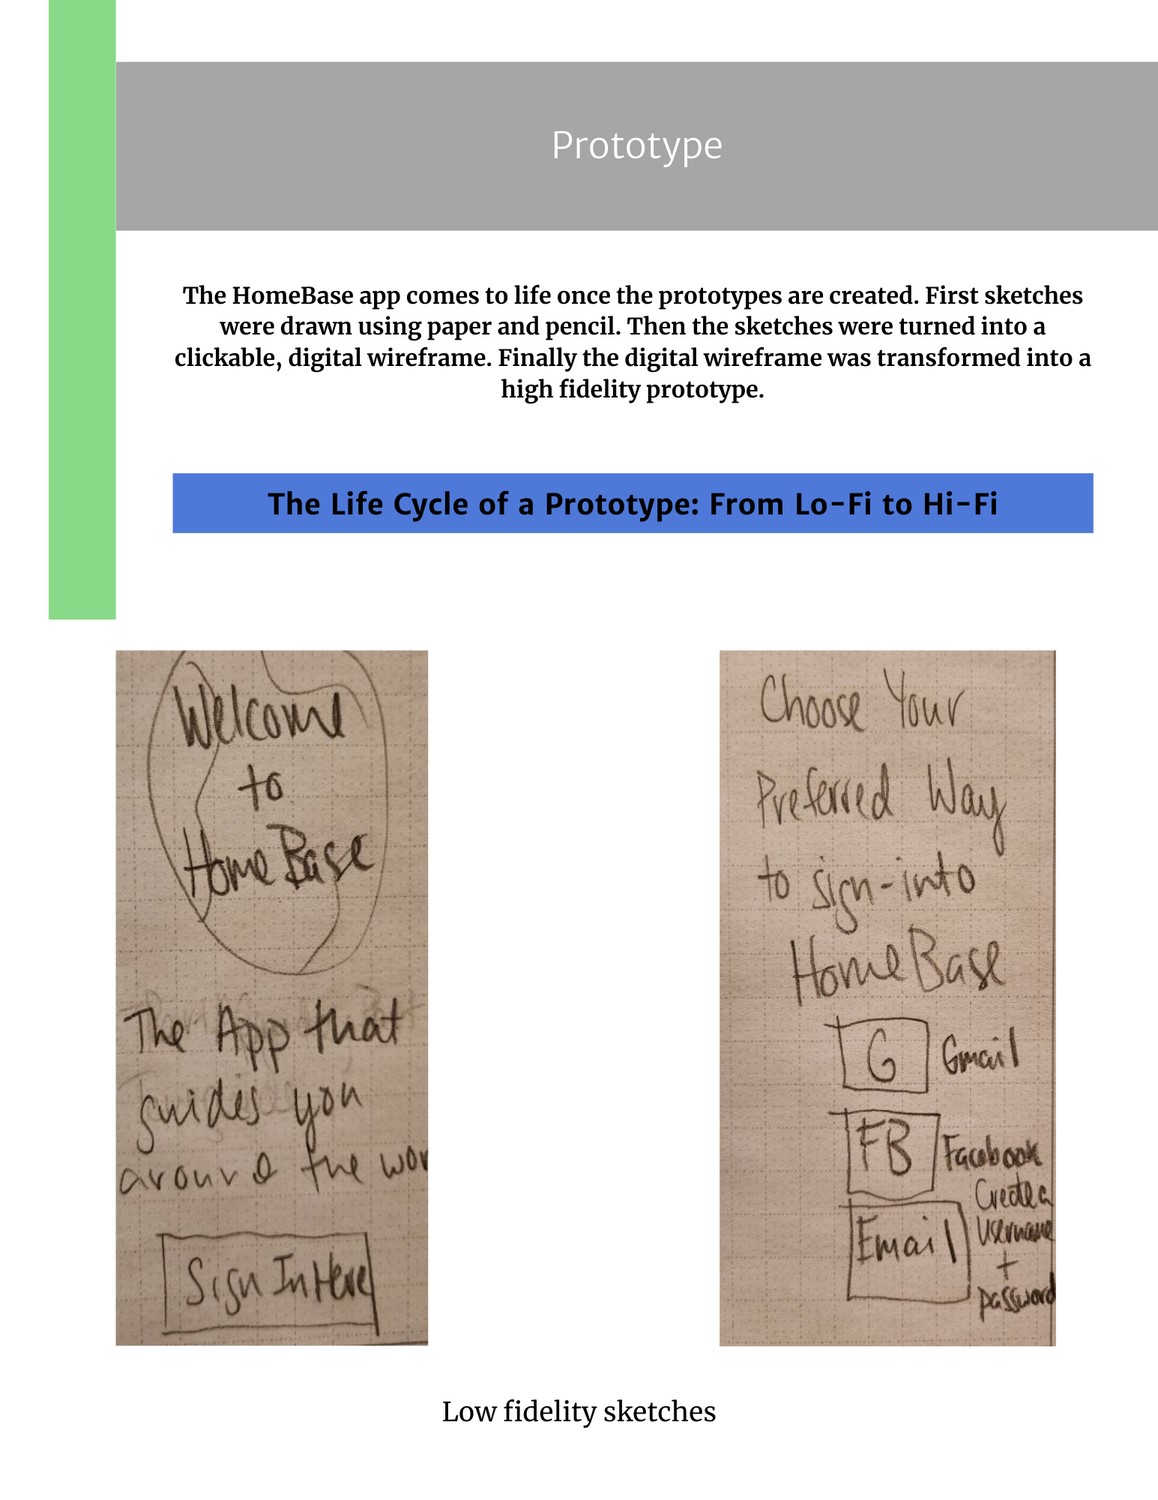 Prototype
The HomeBase app comes to life once the prototypes are created. First sketches
were drawn using paper and pencil. Then the sketches were turned into a
clickable, digital wireframe. Finally the digital wireframe was transformed into a
high fidelity prototype.
The Life Cycle of a Prototype: From Lo-Fi to Hi-Fi
Welcome
to
HomeBase
The App that
guides you
around the wor
Sign In Here
Choose Your
Preferred Way
to sign-into
HomeBase
G Gmail
FB Facebook
Email
Create a
Username
+
password
Low fidelity sketches